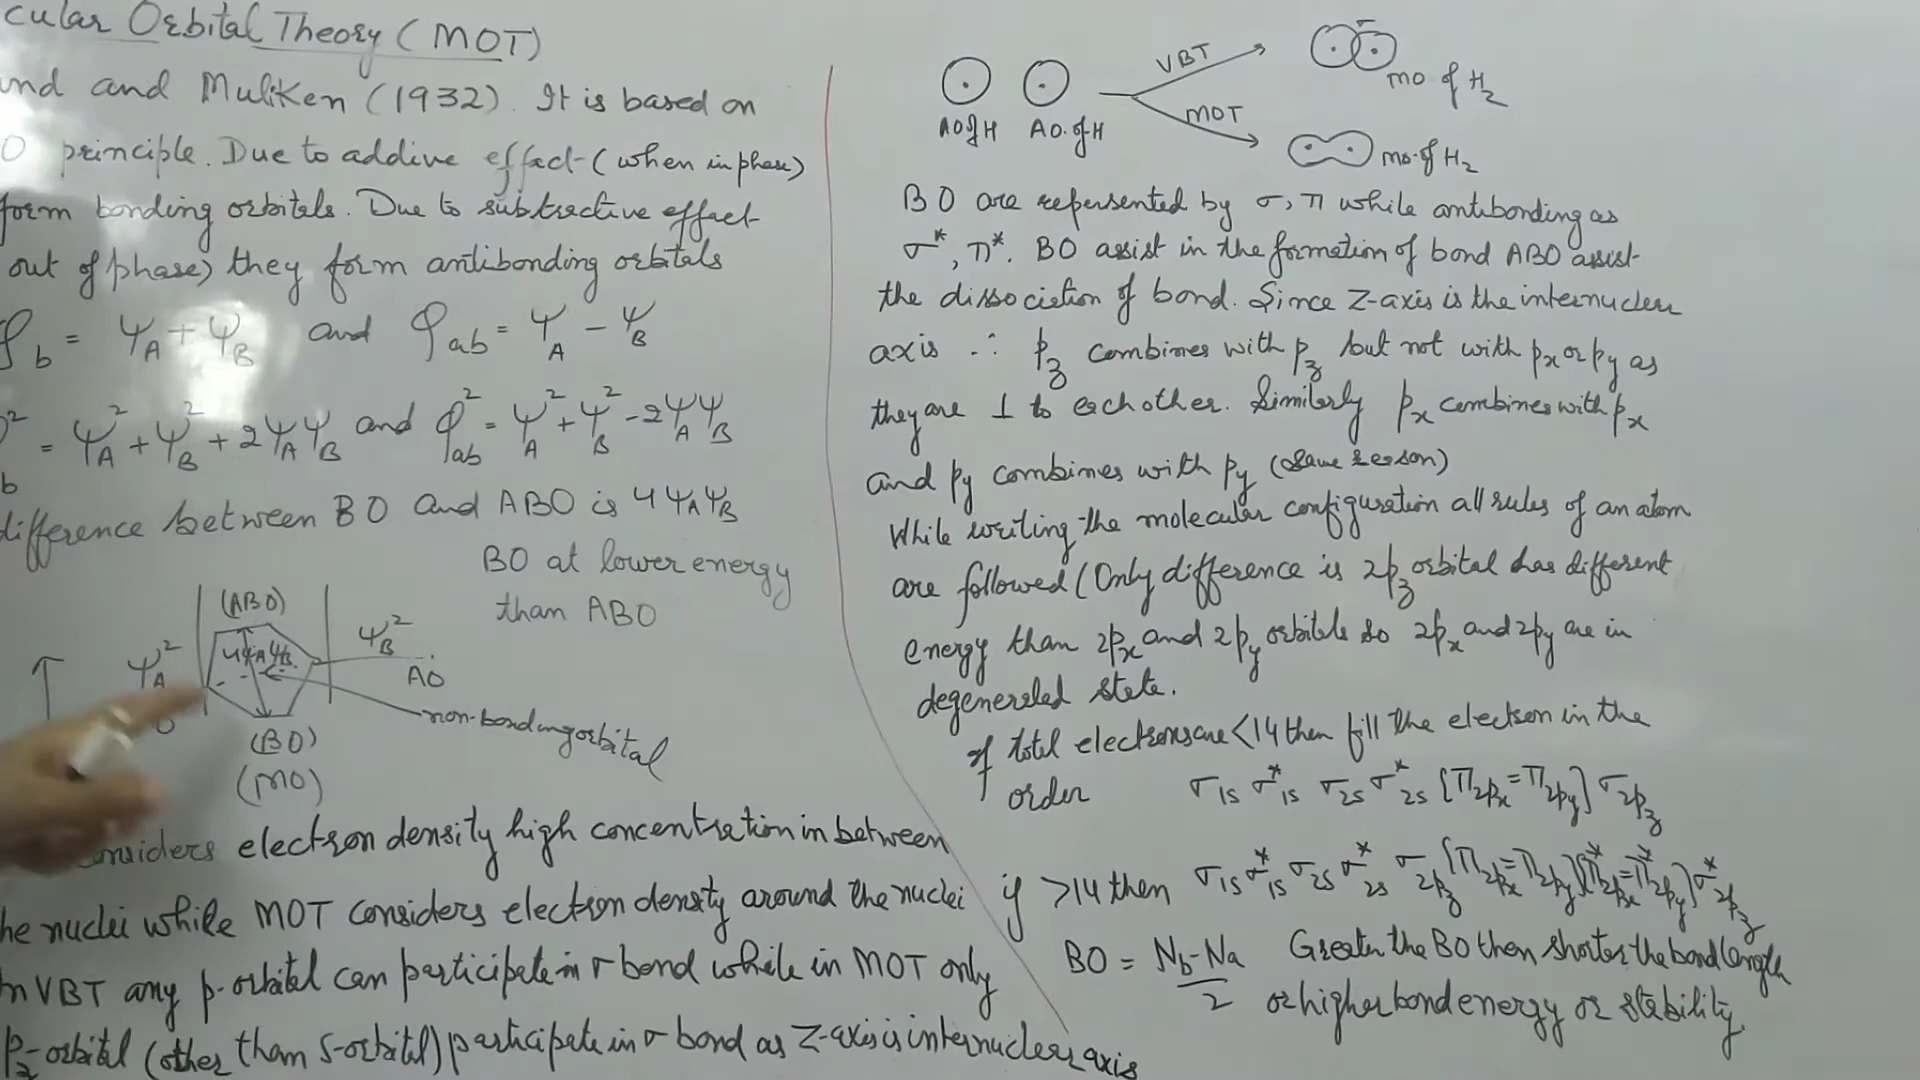 cular Orbital Theory (MOT)
und and Muliken (1932). It is based on
O principle. Due to addive effect (when in phase)
form bonding orbitals. Due to subtractive effect
out of phase) they form antibonding orbitals
φb = ψA + ψB and φab = ψA - ψB
φ²b = ψ²A + ψ²B + 2ψAψB and φ²ab = ψ²A + ψ²B - 2ψAψB
difference between BO and ABO is 4ψAψB
BO at lower energy
than ABO
(ABO)
ψ²A
4ψAψB
ψ²B
AO
non-bonding orbital
(BO)
(MO)
onsiders electron density high concentration in between
he nuclei while MOT considers electron density around the nuclei
n VBT any p-orbital can participate in σ bond while in MOT only
Pz-orbital (other than S-orbital) participate in σ bond as Z-axis is internuclear axis
AO of H
AO. of H
VBT
MOT
σ
MO of H2
mo. of H2
BO are repersented by σ, π while antibonding as
σ*, π*. BO assist in the formation of bond ABO assist
the dissociation of bond. Since Z-axis is the internuclear
axis ∴ pz combines with pz but not with px or py as
they are ⊥ to each other. Similarly px combines with px
and py combines with py (same reason)
While writing the molecular configuration all rules of an atom
are followed (Only difference is 2pz orbital has different
energy than 2px and 2py orbitals so 2px and 2py are in
degenerated state.
If total electrons are <14 then fill the electron in the
order σ1s σ*1s σ2s σ*2s [π2px = π2py] σ2pz
if >14 then σ1s σ*1s σ2s σ*2s σ2pz [π2px = π2py] [π*2px = π*2py] σ*2pz
BO = Nb-Na / 2 Greater the BO then shorter the bond length
or higher bond energy or stability.